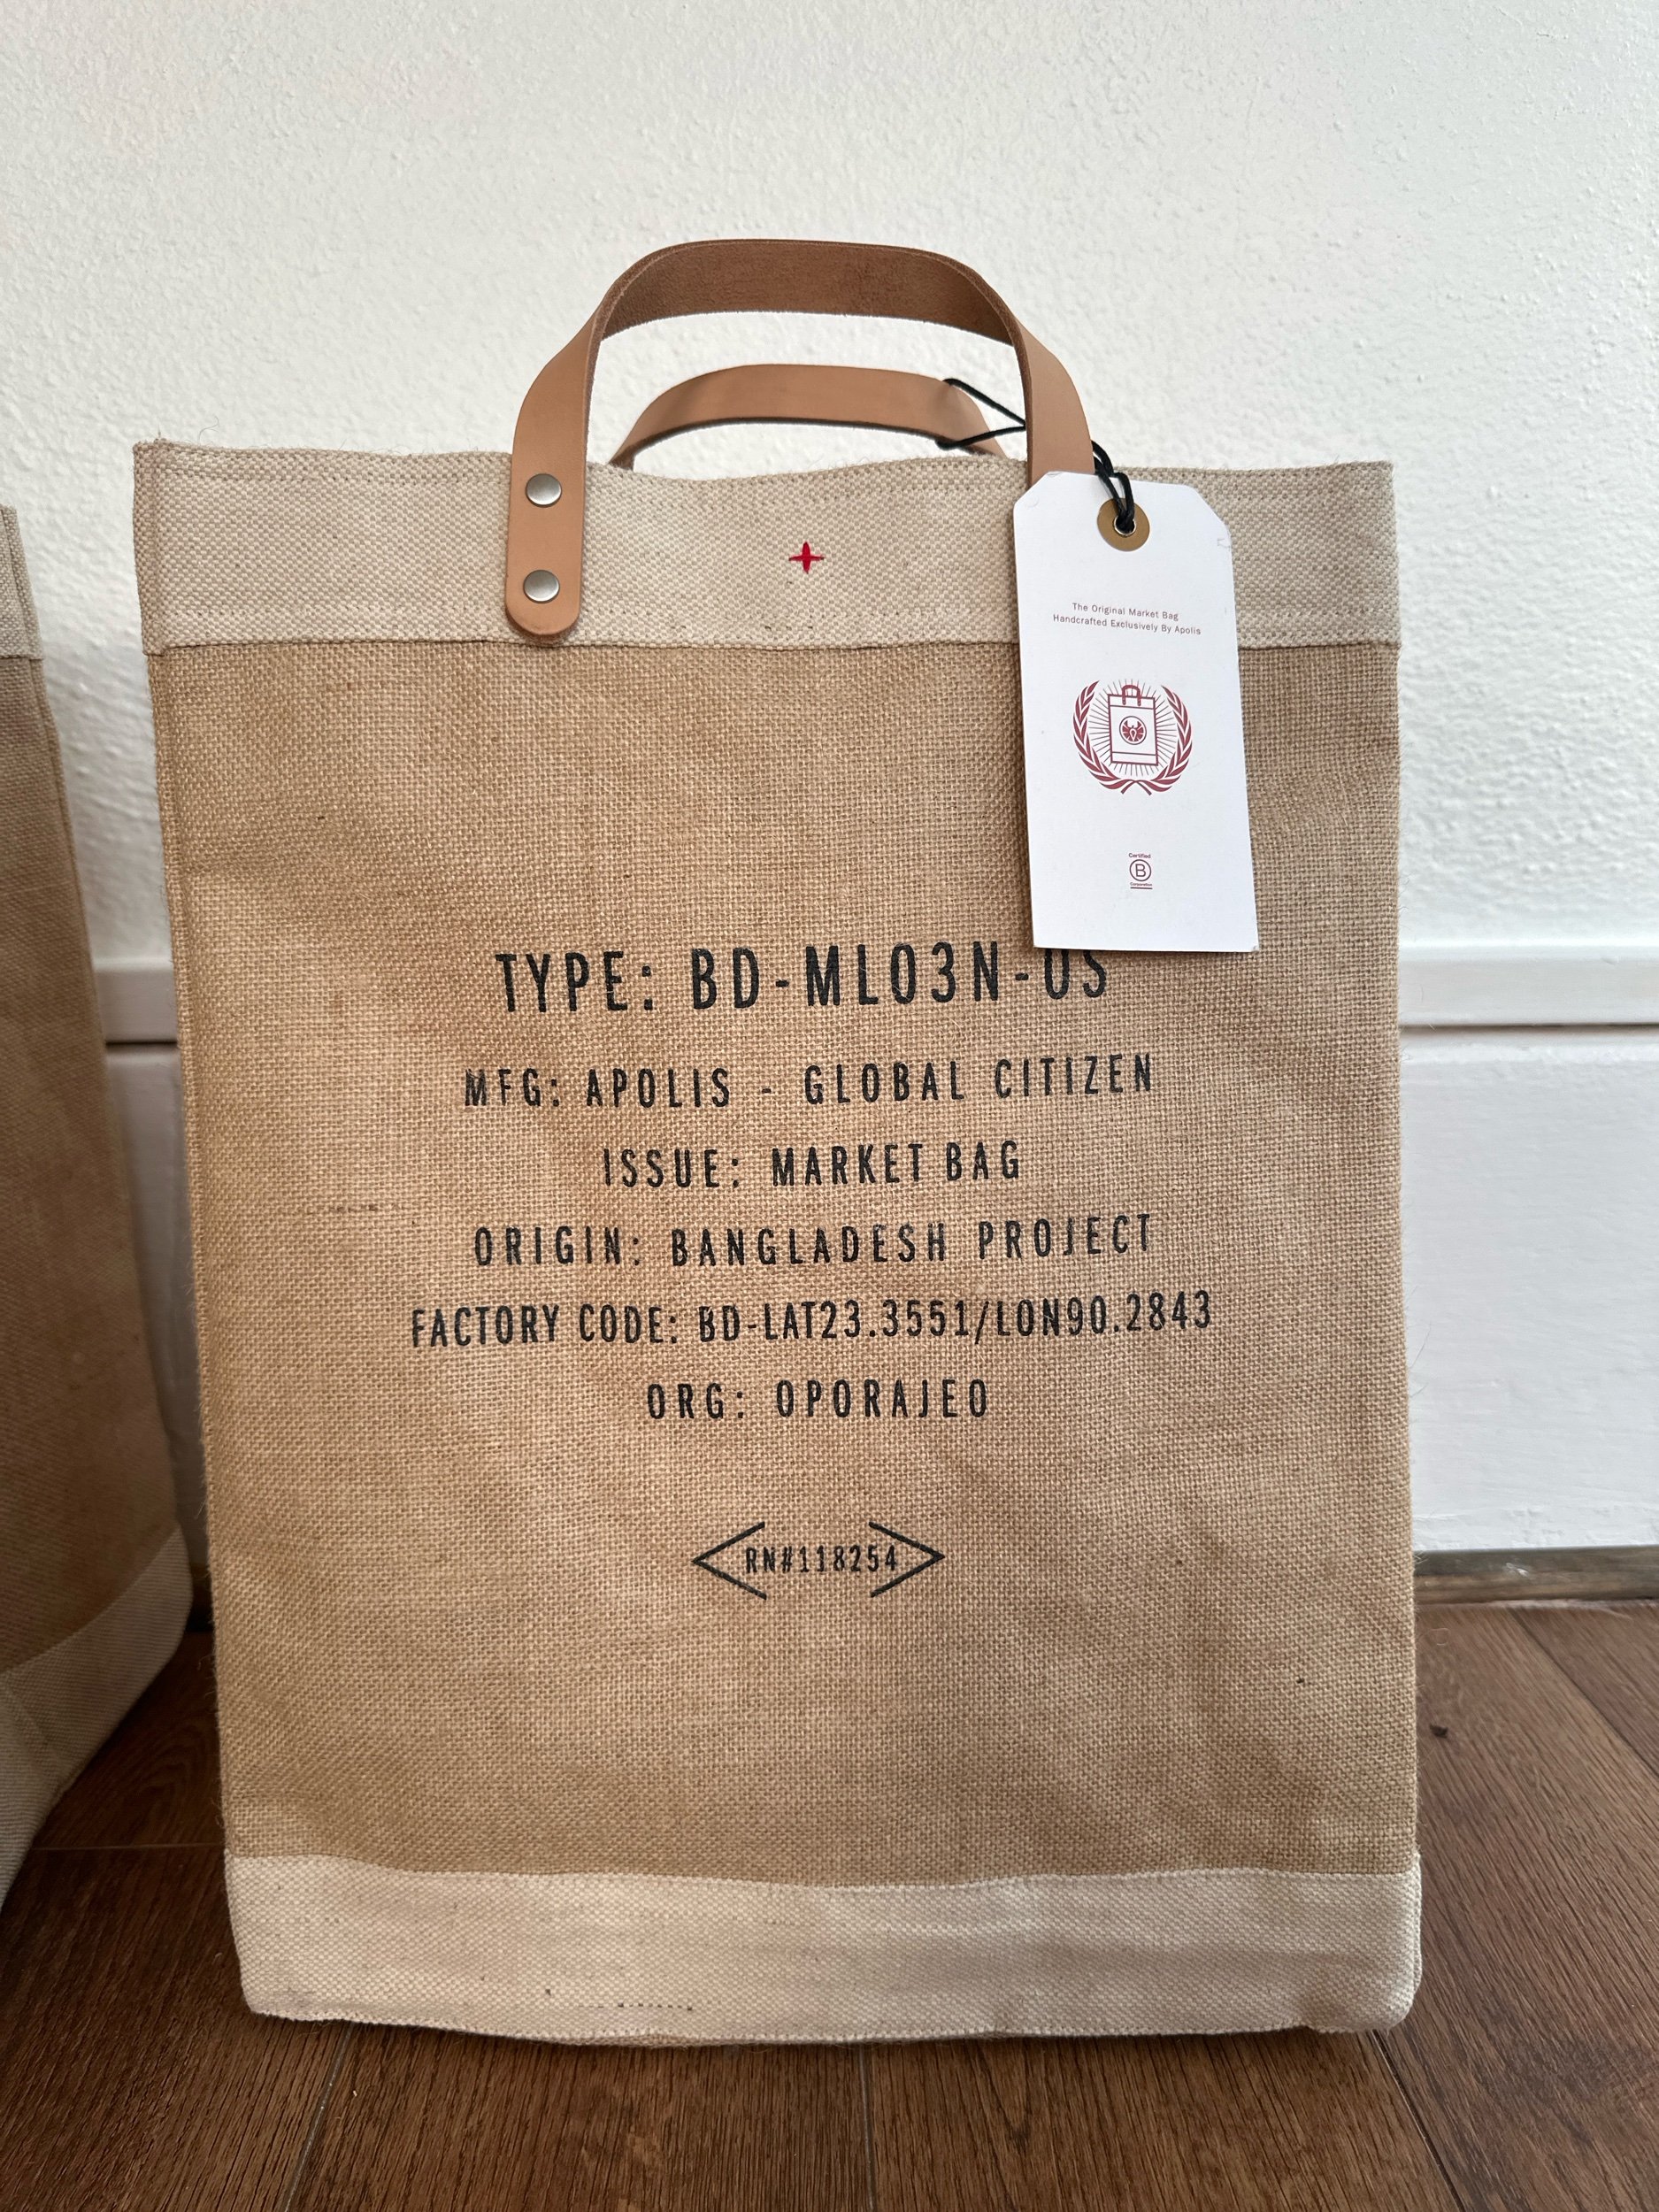 The Original Market Bag
Handcrafted Exclusively By Apolis
Certified
B
Corporation
TYPE: BD-ML03N-US
MFG: APOLIS - GLOBAL CITIZEN
ISSUE: MARKET BAG
ORIGIN: BANGLADESH PROJECT
FACTORY CODE: BD-LAT23.3551/LON90.2843
ORG: OPORAJEO
<RN#118254>